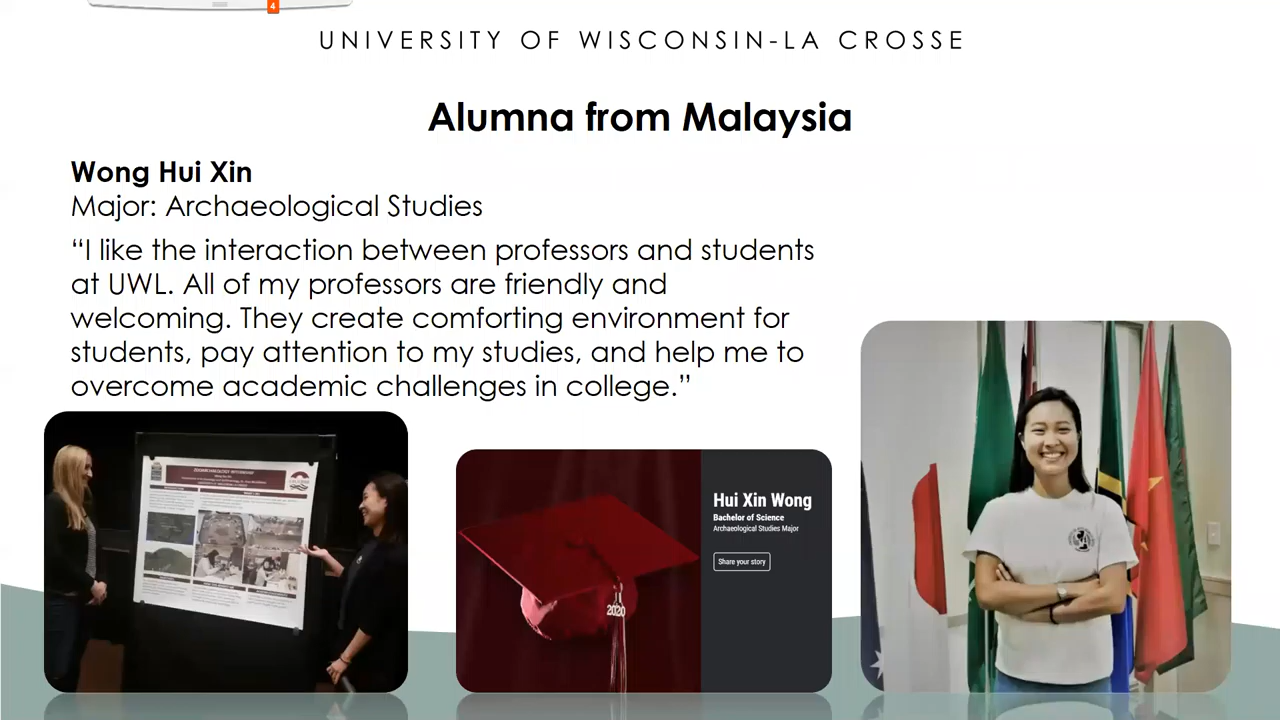 4
UNIVERSITY OF WISCONSIN-LA CROSSE
Alumna from Malaysia
Wong Hui Xin
Major: Archaeological Studies
“I like the interaction between professors and students
at UWL. All of my professors are friendly and
welcoming. They create comforting environment for
students, pay attention to my studies, and help me to
overcome academic challenges in college.”
ZOOARCHAEOLOGY INTERNSHIP
2020
Hui Xin Wong
Bachelor of Science
Archaeological Studies Major
Share your story